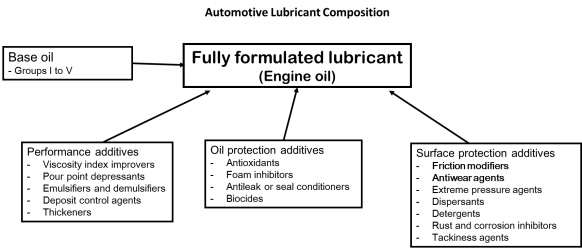 Automotive Lubricant Composition
Fully formulated lubricant
(Engine oil)
Base oil
- Groups I to V
Performance additives
- Viscosity index improvers
- Pour point depressants
- Emulsifiers and demulsifiers
- Deposit control agents
- Thickeners
Oil protection additives
- Antioxidants
- Foam inhibitors
- Antileak or seal conditioners
- Biocides
Surface protection additives
- Friction modifiers
- Antiwear agents
- Extreme pressure agents
- Dispersants
- Detergents
- Rust and corrosion inhibitors
- Tackiness agents